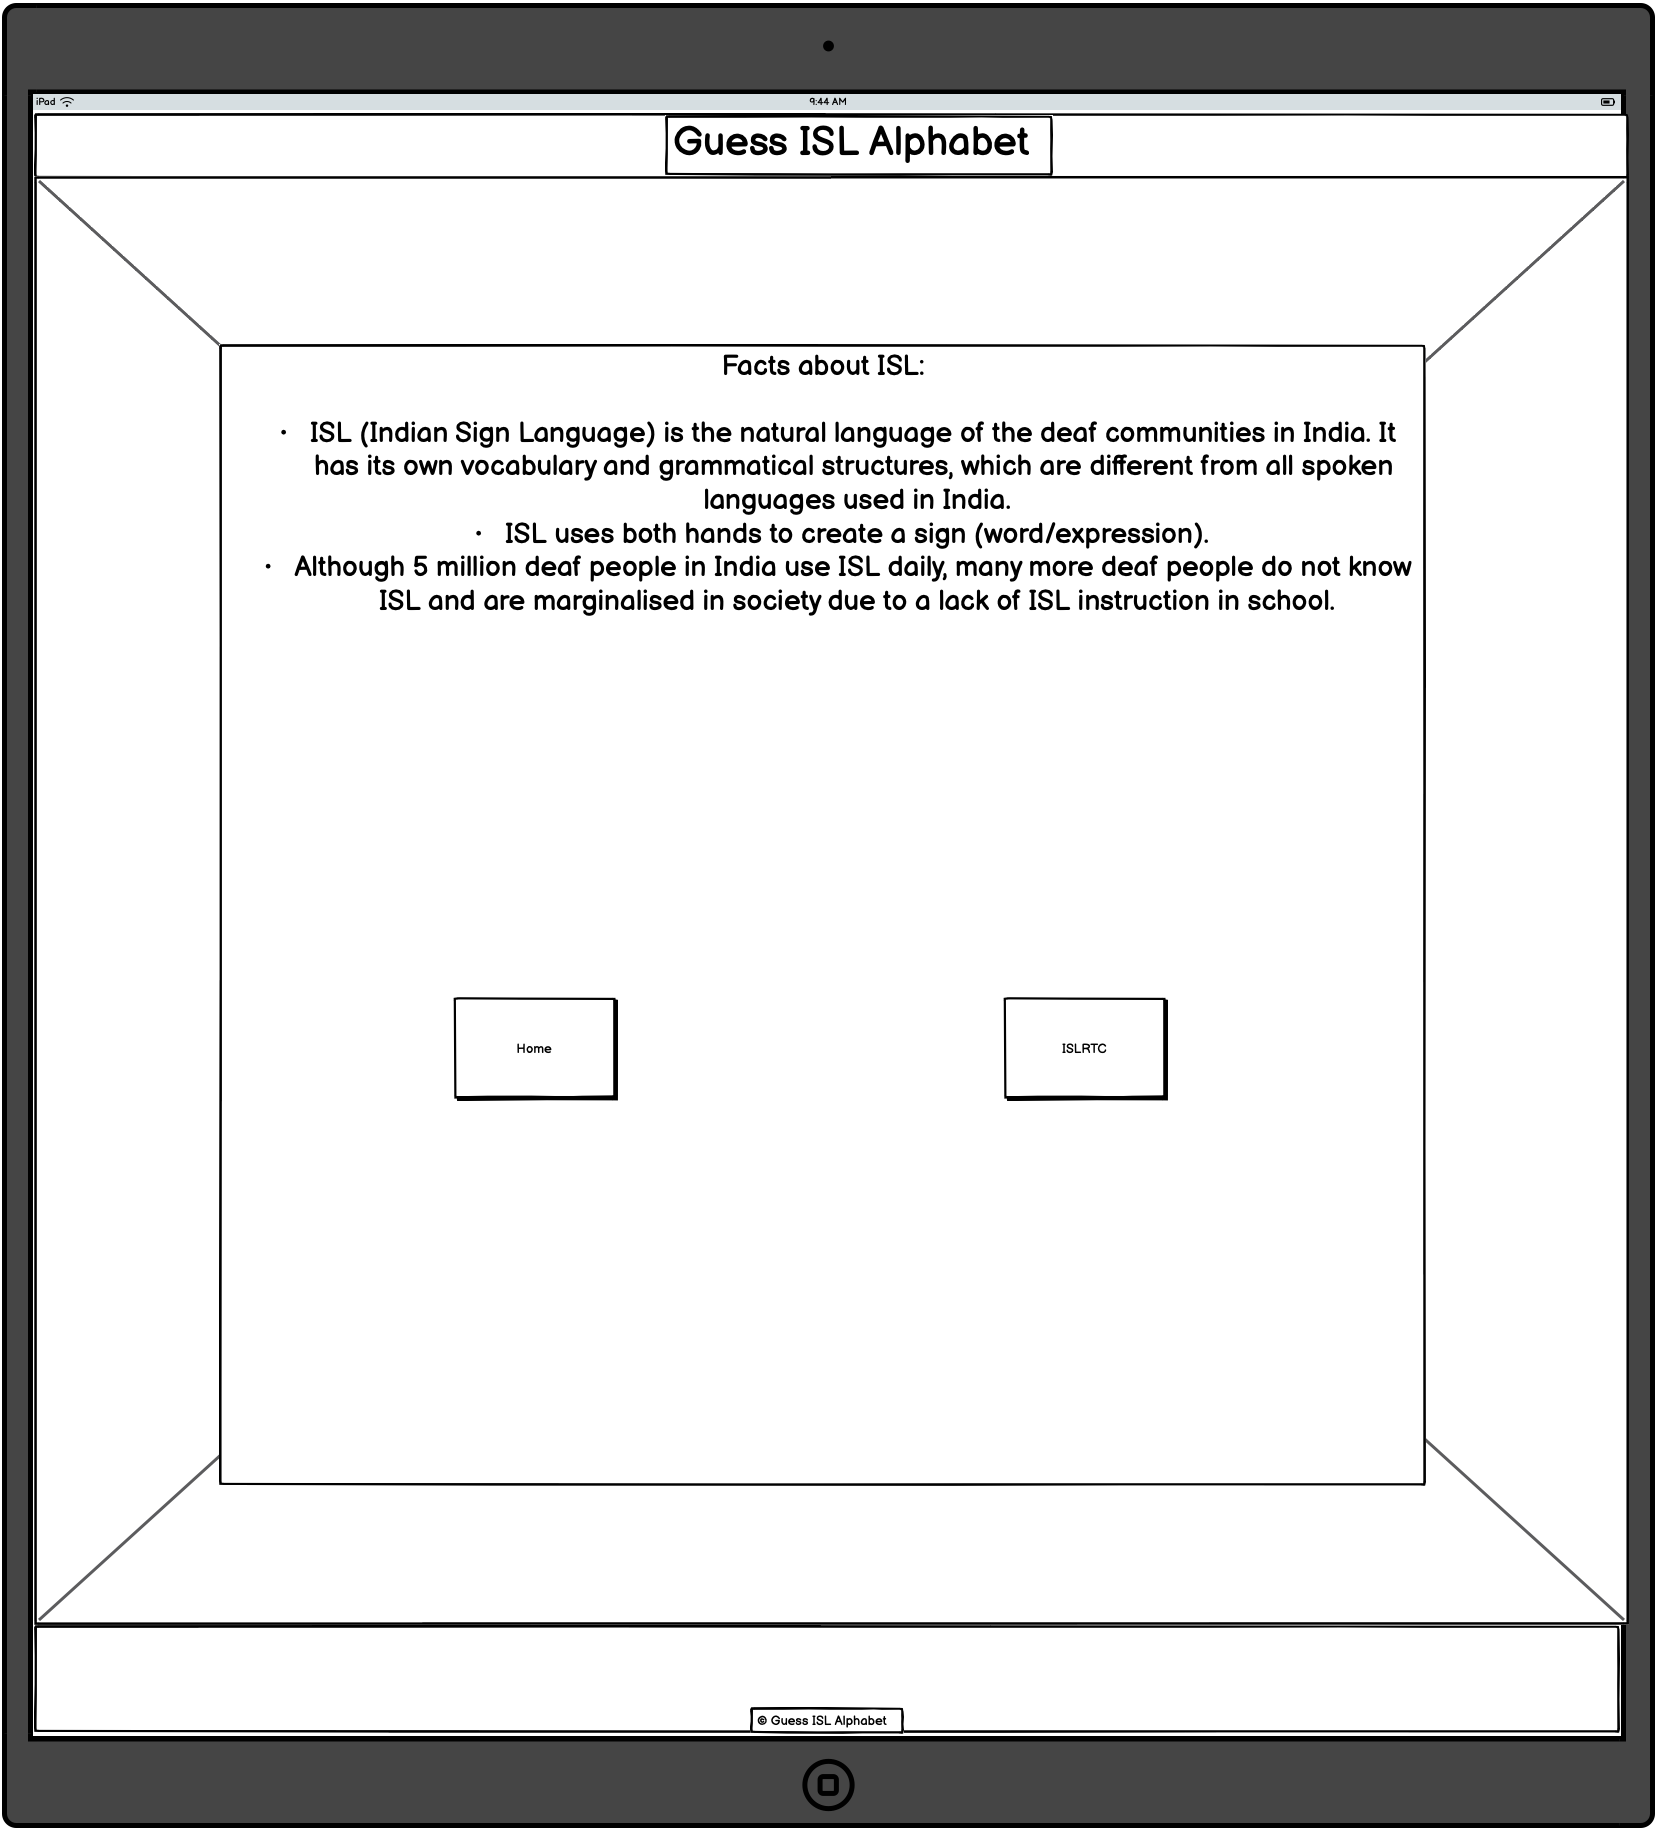 iPad
9:44 AM
Guess ISL Alphabet
Facts about ISL:
• ISL (Indian Sign Language) is the natural language of the deaf communities in India. It
has its own vocabulary and grammatical structures, which are different from all spoken
languages used in India.
• ISL uses both hands to create a sign (word/expression).
• Although 5 million deaf people in India use ISL daily, many more deaf people do not know
ISL and are marginalised in society due to a lack of ISL instruction in school.
Home
ISLRTC
© Guess ISL Alphabet